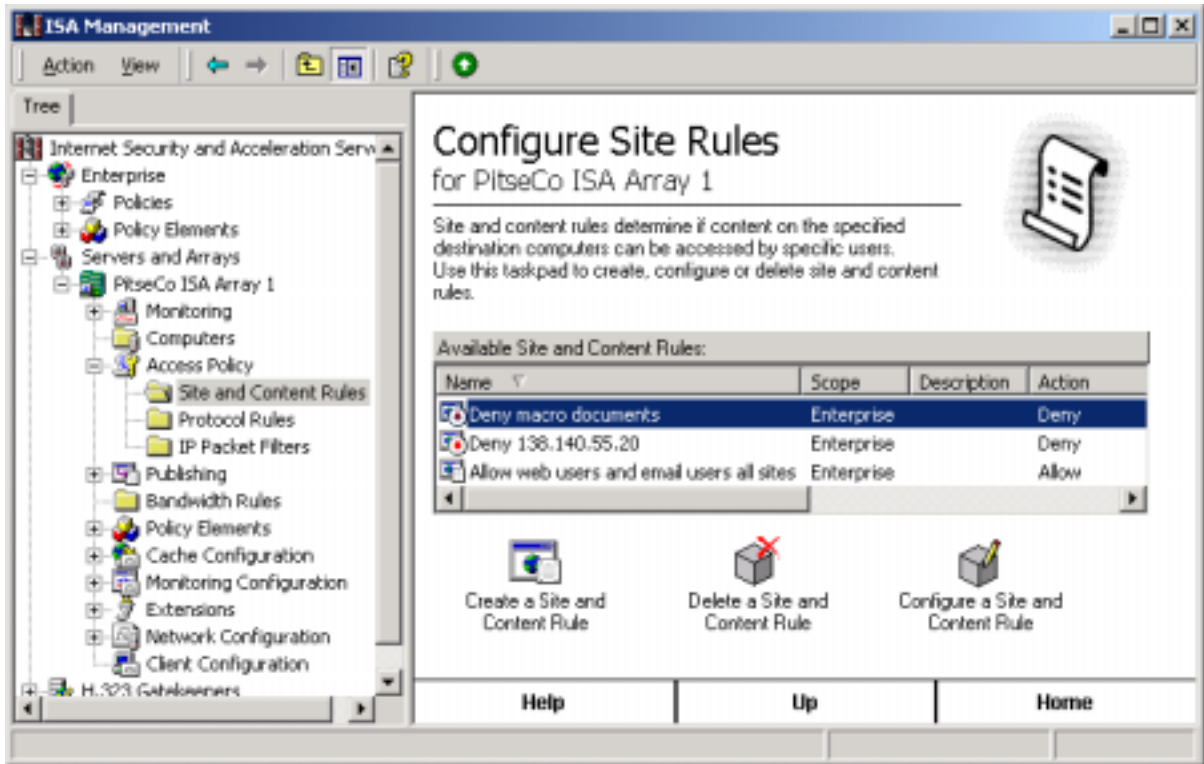 ISA Management
Action View
Tree
Internet Security and Acceleration Serv
Enterprise
Policies
Policy Elements
Servers and Arrays
PitseCo ISA Array 1
Monitoring
Computers
Access Policy
Site and Content Rules
Protocol Rules
IP Packet Filters
Publishing
Bandwidth Rules
Policy Elements
Cache Configuration
Monitoring Configuration
Extensions
Network Configuration
Client Configuration
H.323 Gatekeepers
Configure Site Rules
for PitseCo ISA Array 1
Site and content rules determine if content on the specified
destination computers can be accessed by specific users.
Use this taskpad to create, configure or delete site and content
rules.
Available Site and Content Rules:
Name Scope Description Action
Deny macro documents Enterprise Deny
Deny 138.140.55.20 Enterprise Deny
Allow web users and email users all sites Enterprise Allow
Create a Site and
Content Rule
Delete a Site and
Content Rule
Configure a Site and
Content Rule
Help Up Home